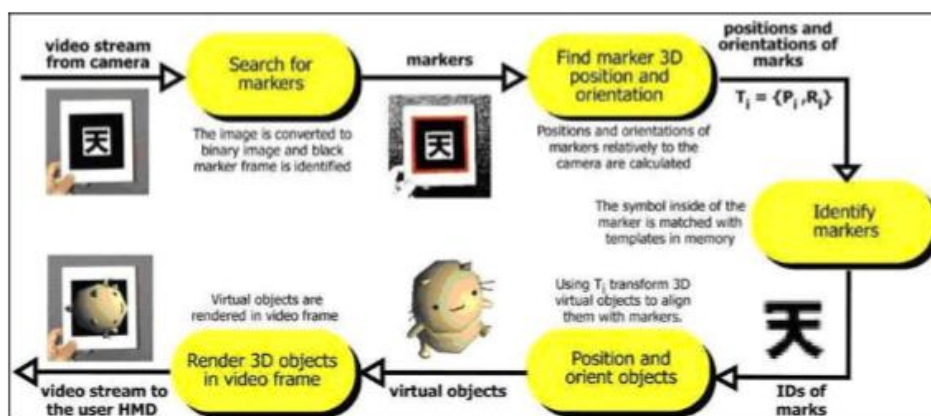 video stream
from camera
Search for
markers
The image is converted to
binary image and black
marker frame is identified
天
markers
天
Find marker 3D
position and
orientation
Positions and orientations of
markers relatively to the
camera are calculated
positions and
orientations of
marks
Ti = {Pi ,Ri}
The symbol inside of the
marker is matched with
templates in memory
Identify
markers
天
IDs of
marks
Using Ti transform 3D
virtual objects to align
them with markers.
Position and
orient objects
virtual objects
Virtual objects are
rendered in video frame
Render 3D objects
in video frame
video stream to
the user HMD